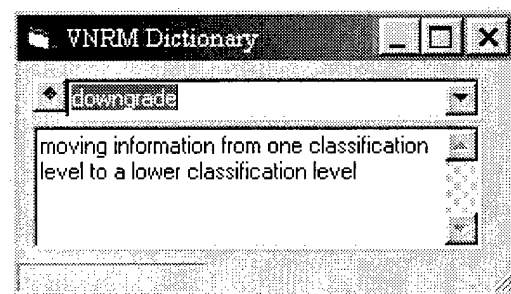 VNRM Dictionary
downgrade
moving information from one classification
level to a lower classification level